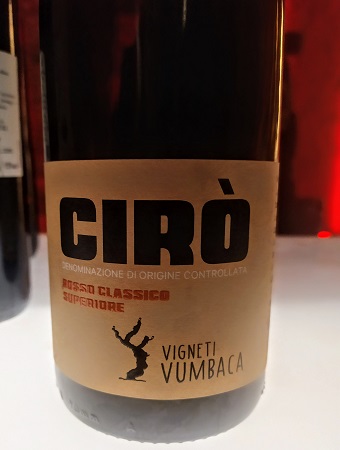 CIRÒ
DENOMINAZIONE DI ORIGINE CONTROLLATA
ROSSO CLASSICO
SUPERIORE
VIGNETI
VUMBACA